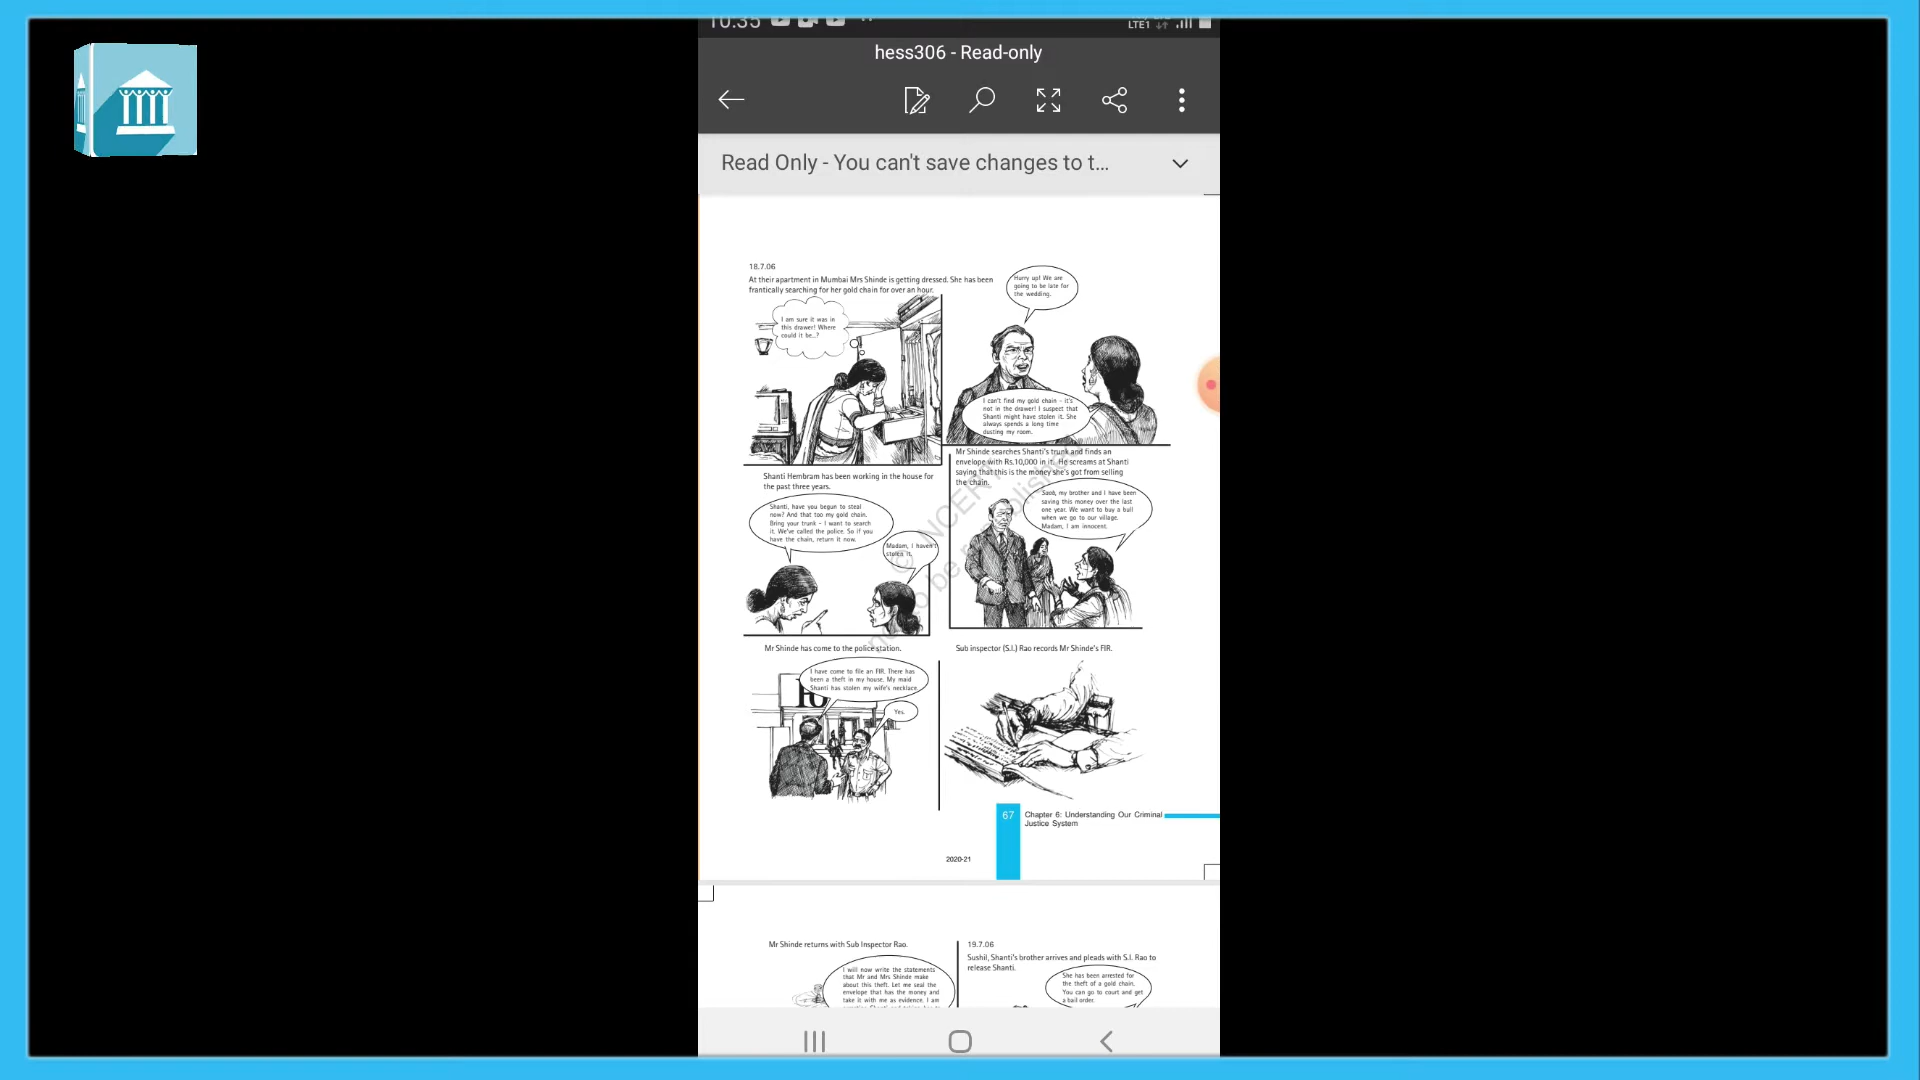 10:35
LTE1
hess306 - Read-only
Read Only - You can't save changes to t...
18.7.06
At their apartment in Mumbai Mrs Shinde is getting dressed. She has been
frantically searching for her gold chain for over an hour.
I am sure it was in
this drawer! Where
could it be...?
Hurry up! We are
going to be late for
the wedding.
I can't find my gold chain – it's
not in the drawer! I suspect that
Shanti might have stolen it. She
always spends a long time
dusting my room.
Shanti Hembram has been working in the house for
the past three years.
Shanti, have you begun to steal
now? And that too my gold chain.
Bring your trunk – I want to search
it. We've called the police. So if you
have the chain, return it now.
Madam, I haven't
stolen it.
Mr Shinde searches Shanti's trunk and finds an
envelope with Rs.10,000 in it. He screams at Shanti
saying that this is the money she's got from selling
the chain.
Saab, my brother and I have been
saving this money over the last
one year. We want to buy a bull
when we go to our village.
Madam, I am innocent.
© NCERT
be
Mr Shinde has come to the police station.
I have come to file an FIR. There has
been a theft in my house. My maid
Shanti has stolen my wife's necklace.
Yes.
Sub inspector (S.I.) Rao records Mr Shinde's FIR.
67
Chapter 6: Understanding Our Criminal
Justice System
2020-21
Mr Shinde returns with Sub Inspector Rao.
I will now write the statements
that Mr and Mrs Shinde make
about this theft. Let me seal the
envelope that has the money and
take it with me as evidence. I am
19.7.06
Sushil, Shanti's brother arrives and pleads with S.I. Rao to
release Shanti.
She has been arrested for
the theft of a gold chain.
You can go to court and get
a bail order.